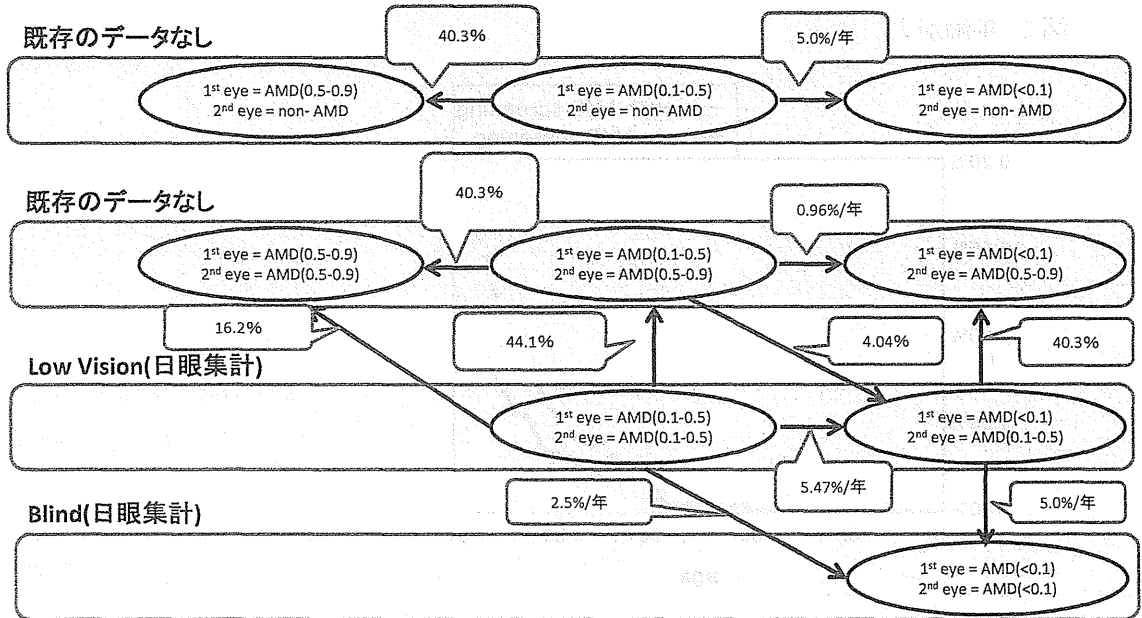 既存のデータなし
40.3%
5.0%/年
1st eye = AMD(0.5-0.9)
2nd eye = non- AMD
1st eye = AMD(0.1-0.5)
2nd eye = non- AMD
1st eye = AMD(<0.1)
2nd eye = non- AMD
既存のデータなし
40.3%
0.96%/年
1st eye = AMD(0.5-0.9)
2nd eye = AMD(0.5-0.9)
1st eye = AMD(0.1-0.5)
2nd eye = AMD(0.5-0.9)
1st eye = AMD(<0.1)
2nd eye = AMD(0.5-0.9)
16.2%
44.1%
4.04%
40.3%
Low Vision(日眼集計)
1st eye = AMD(0.1-0.5)
2nd eye = AMD(0.1-0.5)
1st eye = AMD(<0.1)
2nd eye = AMD(0.1-0.5)
2.5%/年
5.47%/年
5.0%/年
Blind(日眼集計)
1st eye = AMD(<0.1)
2nd eye = AMD(<0.1)